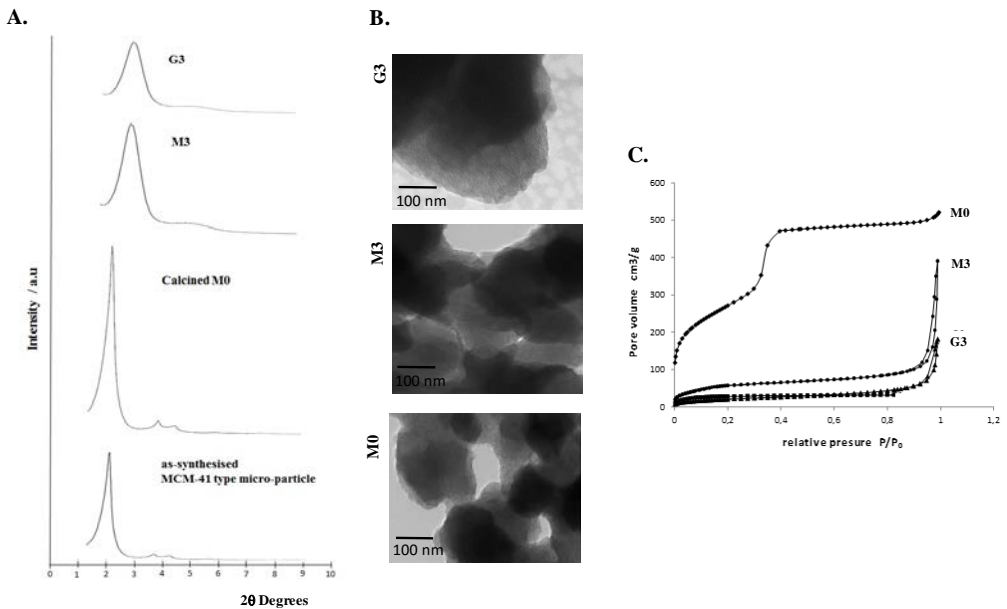 A.
G3
M3
Calcined M0
as-synthesised
MCM-41 type micro-particle
Intensity / a.u
0 1 2 3 4 5 6 7 8 9 10
2θ Degrees
B.
G3
100 nm
M3
100 nm
M0
100 nm
C.
600
500
400
300
200
100
0
0 0,2 0,4 0,6 0,8 1 1,2
Pore volume cm3/g
relative presure P/P₀
M0
M3
G3